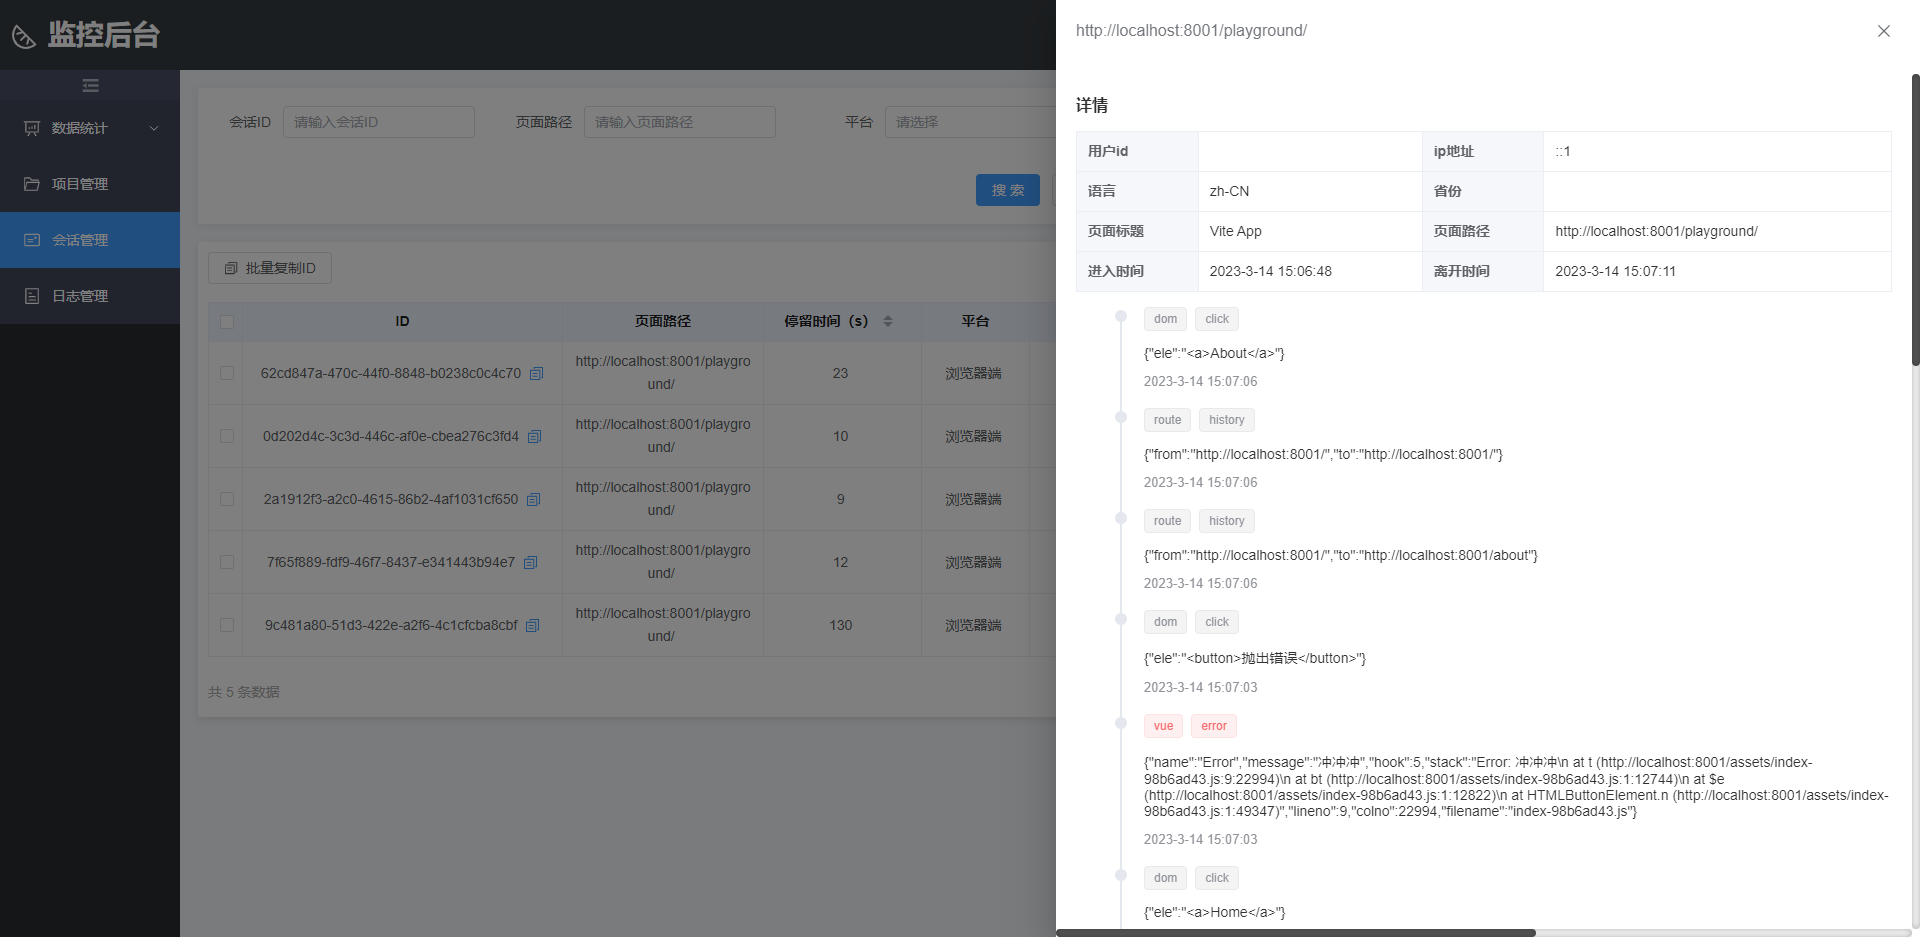 监控后台
数据统计
项目管理
会话管理
日志管理
会话ID 请输入会话ID 页面路径 请输入页面路径 平台 请选择
搜 索
批量复制ID
ID 页面路径 停留时间（s） 平台
62cd847a-470c-44f0-8848-b0238c0c4c70 http://localhost:8001/playgro 23 浏览器端
und/
0d202d4c-3c3d-446c-af0e-cbea276c3fd4 http://localhost:8001/playgro 10 浏览器端
und/
2a1912f3-a2c0-4615-86b2-4af1031cf650 http://localhost:8001/playgro 9 浏览器端
und/
7f65f889-fdf9-46f7-8437-e341443b94e7 http://localhost:8001/playgro 12 浏览器端
und/
9c481a80-51d3-422e-a2f6-4c1cfcba8cbf http://localhost:8001/playgro 130 浏览器端
und/
共 5 条数据
http://localhost:8001/playground/
详情
用户id ip地址 ::1
语言 zh-CN 省份
页面标题 Vite App 页面路径 http://localhost:8001/playground/
进入时间 2023-3-14 15:06:48 离开时间 2023-3-14 15:07:11
dom click
{"ele":"<a>About</a>"}
2023-3-14 15:07:06
route history
{"from":"http://localhost:8001/","to":"http://localhost:8001/"}
2023-3-14 15:07:06
route history
{"from":"http://localhost:8001/","to":"http://localhost:8001/about"}
2023-3-14 15:07:06
dom click
{"ele":"<button>抛出错误</button>"}
2023-3-14 15:07:03
vue error
{"name":"Error","message":"冲冲冲","hook":5,"stack":"Error: 冲冲冲\n at t (http://localhost:8001/assets/index-
98b6ad43.js:9:22994)\n at bt (http://localhost:8001/assets/index-98b6ad43.js:1:12744)\n at $e
(http://localhost:8001/assets/index-98b6ad43.js:1:12822)\n at HTMLButtonElement.n (http://localhost:8001/assets/index-
98b6ad43.js:1:49347)","lineno":9,"colno":22994,"filename":"index-98b6ad43.js"}
2023-3-14 15:07:03
dom click
{"ele":"<a>Home</a>"}